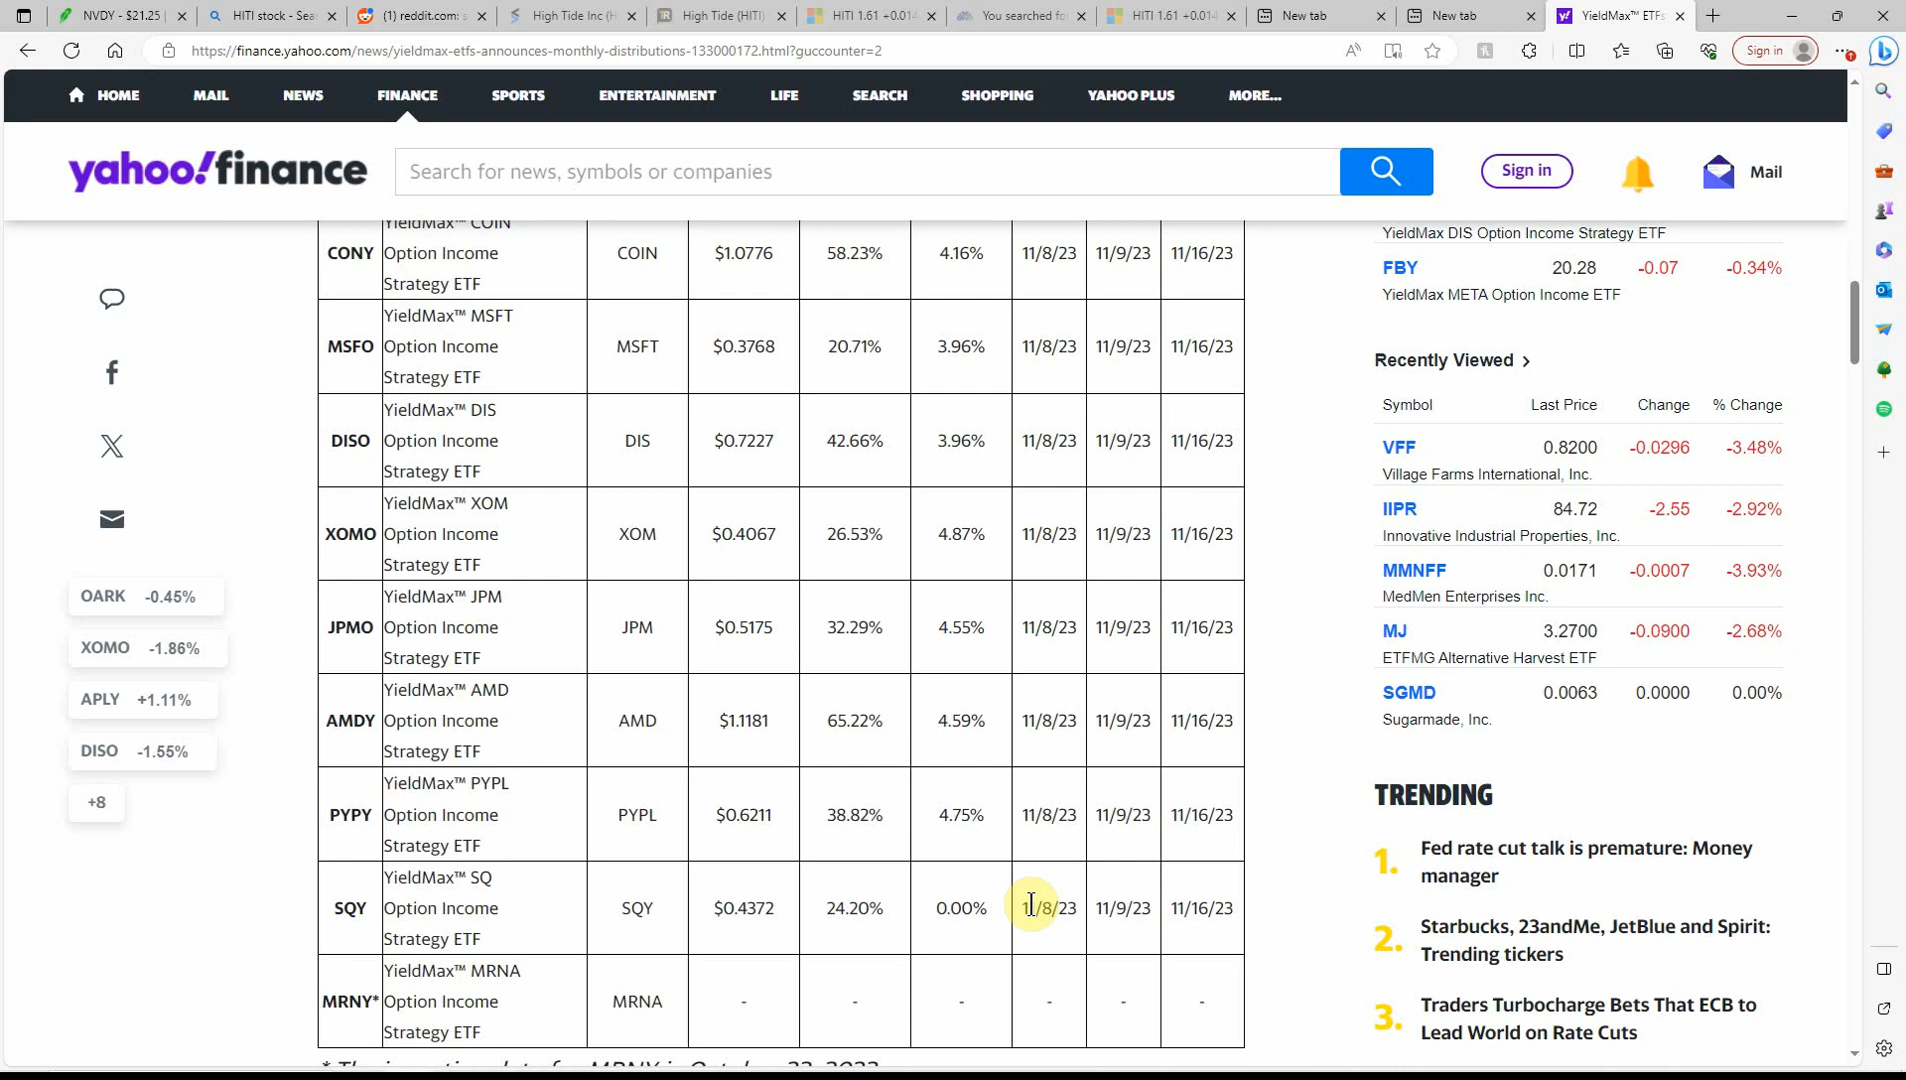 NVDY - $21.25 |
HITI stock - Sea
(1) reddit.com: s
High Tide Inc (H
High Tide (HITI)
HITI 1.61 +0.014
You searched fo
HITI 1.61 +0.014
New tab
New tab
YieldMax™ ETFs
https://finance.yahoo.com/news/yieldmax-etfs-announces-monthly-distributions-133000172.html?guccounter=2
Sign in
HOME
MAIL
NEWS
FINANCE
SPORTS
ENTERTAINMENT
LIFE
SEARCH
SHOPPING
YAHOO PLUS
MORE...
yahoo!finance
Search for news, symbols or companies
Sign in
Mail
OARK -0.45%
XOMO -1.86%
APLY +1.11%
DISO -1.55%
+8
YieldMax™ COIN
CONY Option Income COIN $1.0776 58.23% 4.16% 11/8/23 11/9/23 11/16/23
Strategy ETF
YieldMax™ MSFT
MSFO Option Income MSFT $0.3768 20.71% 3.96% 11/8/23 11/9/23 11/16/23
Strategy ETF
YieldMax™ DIS
DISO Option Income DIS $0.7227 42.66% 3.96% 11/8/23 11/9/23 11/16/23
Strategy ETF
YieldMax™ XOM
XOMO Option Income XOM $0.4067 26.53% 4.87% 11/8/23 11/9/23 11/16/23
Strategy ETF
YieldMax™ JPM
JPMO Option Income JPM $0.5175 32.29% 4.55% 11/8/23 11/9/23 11/16/23
Strategy ETF
YieldMax™ AMD
AMDY Option Income AMD $1.1181 65.22% 4.59% 11/8/23 11/9/23 11/16/23
Strategy ETF
YieldMax™ PYPL
PYPY Option Income PYPL $0.6211 38.82% 4.75% 11/8/23 11/9/23 11/16/23
Strategy ETF
YieldMax™ SQ
SQY Option Income SQY $0.4372 24.20% 0.00% 11/8/23 11/9/23 11/16/23
Strategy ETF
YieldMax™ MRNA
MRNY* Option Income MRNA - - - - - -
Strategy ETF
YieldMax DIS Option Income Strategy ETF
FBY 20.28 -0.07 -0.34%
YieldMax META Option Income ETF
Recently Viewed
Symbol Last Price Change % Change
VFF 0.8200 -0.0296 -3.48%
Village Farms International, Inc.
IIPR 84.72 -2.55 -2.92%
Innovative Industrial Properties, Inc.
MMNFF 0.0171 -0.0007 -3.93%
MedMen Enterprises Inc.
MJ 3.2700 -0.0900 -2.68%
ETFMG Alternative Harvest ETF
SGMD 0.0063 0.0000 0.00%
Sugarmade, Inc.
TRENDING
1. Fed rate cut talk is premature: Money
manager
2. Starbucks, 23andMe, JetBlue and Spirit:
Trending tickers
3. Traders Turbocharge Bets That ECB to
Lead World on Rate Cuts